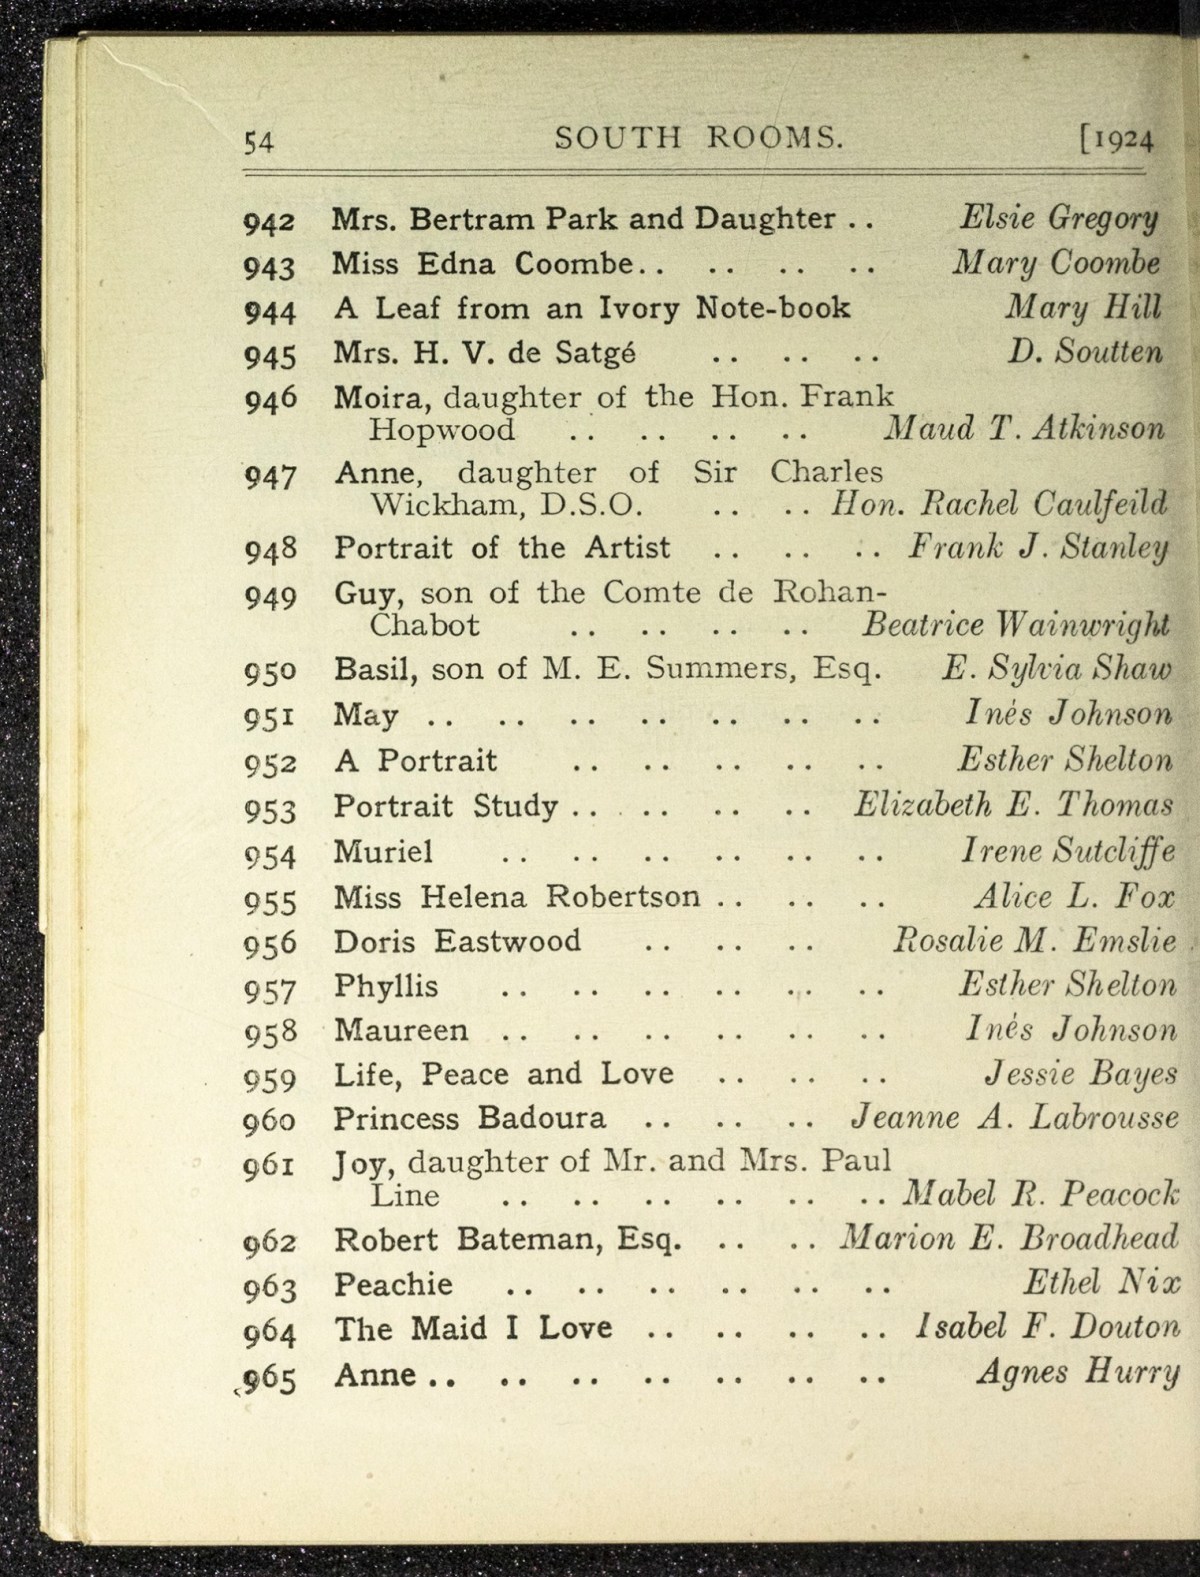 54 SOUTH ROOMS. [1924
942 Mrs. Bertram Park and Daughter .. Elsie Gregory
943 Miss Edna Coombe.. .. .. .. Mary Coombe
944 A Leaf from an Ivory Note-book Mary Hill
945 Mrs. H. V. de Satgé .. .. .. D. Soutten
946 Moira, daughter of the Hon. Frank
Hopwood .. .. .. .. Maud T. Atkinson
947 Anne, daughter of Sir Charles
Wickham, D.S.O. .. .. Hon. Rachel Caulfeild
948 Portrait of the Artist .. .. .. Frank J. Stanley
949 Guy, son of the Comte de Rohan-
Chabot .. .. .. .. Beatrice Wainwright
950 Basil, son of M. E. Summers, Esq. E. Sylvia Shaw
951 May .. .. .. .. .. .. .. Inés Johnson
952 A Portrait .. .. .. .. .. Esther Shelton
953 Portrait Study .. .. .. .. Elizabeth E. Thomas
954 Muriel .. .. .. .. .. .. Irene Sutcliffe
955 Miss Helena Robertson .. .. .. Alice L. Fox
956 Doris Eastwood .. .. .. Rosalie M. Emslie
957 Phyllis .. .. .. .. .. .. Esther Shelton
958 Maureen .. .. .. .. .. .. Inés Johnson
959 Life, Peace and Love .. .. .. Jessie Bayes
960 Princess Badoura .. .. .. Jeanne A. Labrousse
961 Joy, daughter of Mr. and Mrs. Paul
Line .. .. .. .. .. .. Mabel R. Peacock
962 Robert Bateman, Esq. .. .. Marion E. Broadhead
963 Peachie .. .. .. .. .. .. Ethel Nix
964 The Maid I Love .. .. .. .. Isabel F. Douton
965 Anne .. .. .. .. .. .. .. Agnes Hurry